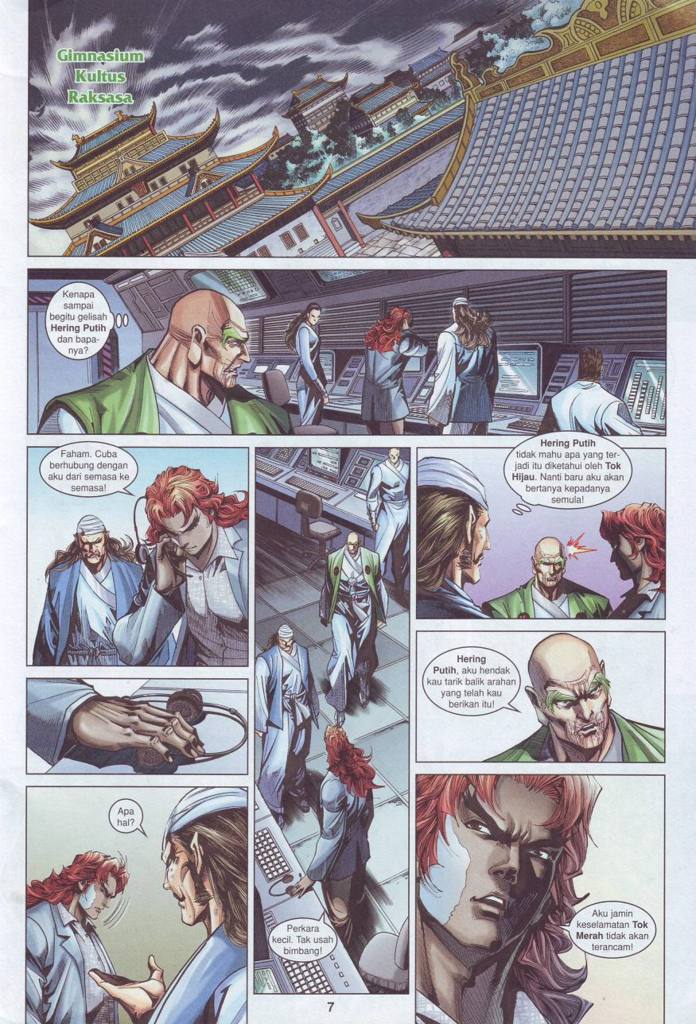 Gimnasium
Kultus
Raksasa
Kenapa
sampai
begitu gelisah
Hering Putih
dan bapa-
nya?
Faham. Cuba
berhubung dengan
aku dari semasa ke
semasa!
Apa
hal?
Perkara
kecil. Tak usah
bimbang!
Hering Putih
tidak mahu apa yang ter-
jadi itu diketahui oleh Tok
Hijau. Nanti baru aku akan
bertanya kepadanya
semula!
Hering
Putih, aku hendak
kau tarik balik arahan
yang telah kau
berikan itu!
Aku jamin
keselamatan Tok
Merah tidak akan
terancam!
7